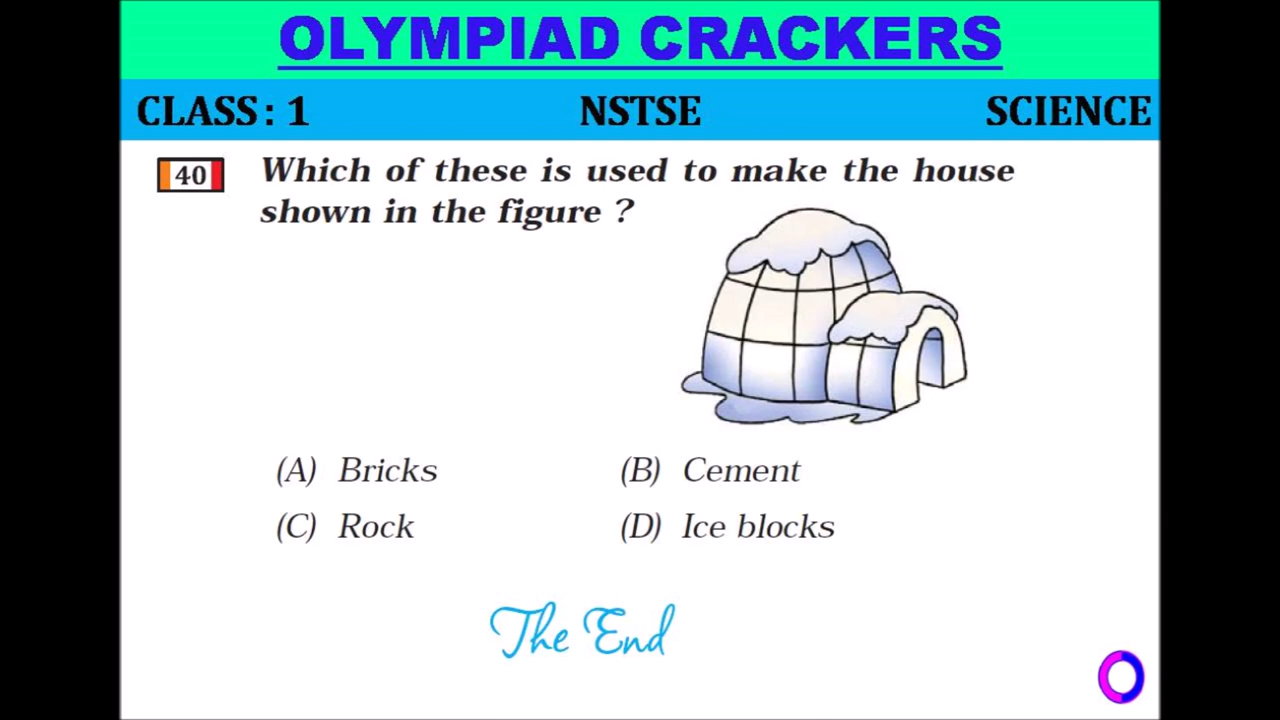 OLYMPIAD CRACKERS
CLASS : 1 NSTSE SCIENCE
40 Which of these is used to make the house
shown in the figure ?
(A) Bricks (B) Cement
(C) Rock (D) Ice blocks
The End